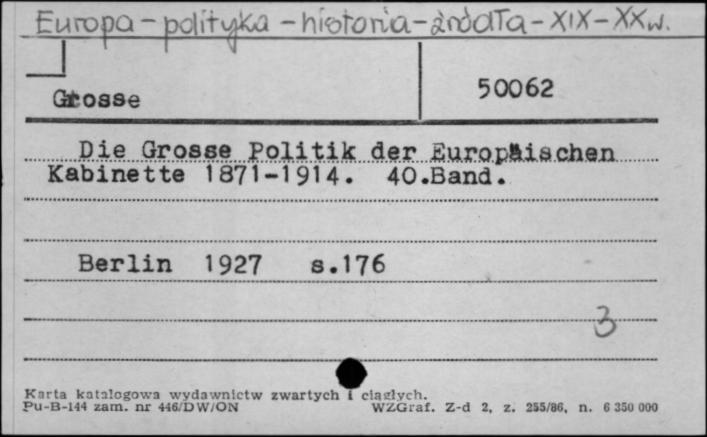 Europa - polityka - historia - źródła - XIX - XX w.
Grosse 50062
Die Grosse Politik der Europäischen
Kabinette 1871-1914. 40.Band.
Berlin 1927 s.176
3
Karta katalogowa wydawnictw zwartych i ciągłych.
Pu-B-144 zam. nr 446/DW/ON WZGraf. Z-d 2, z. 255/86, n. 6 350 000